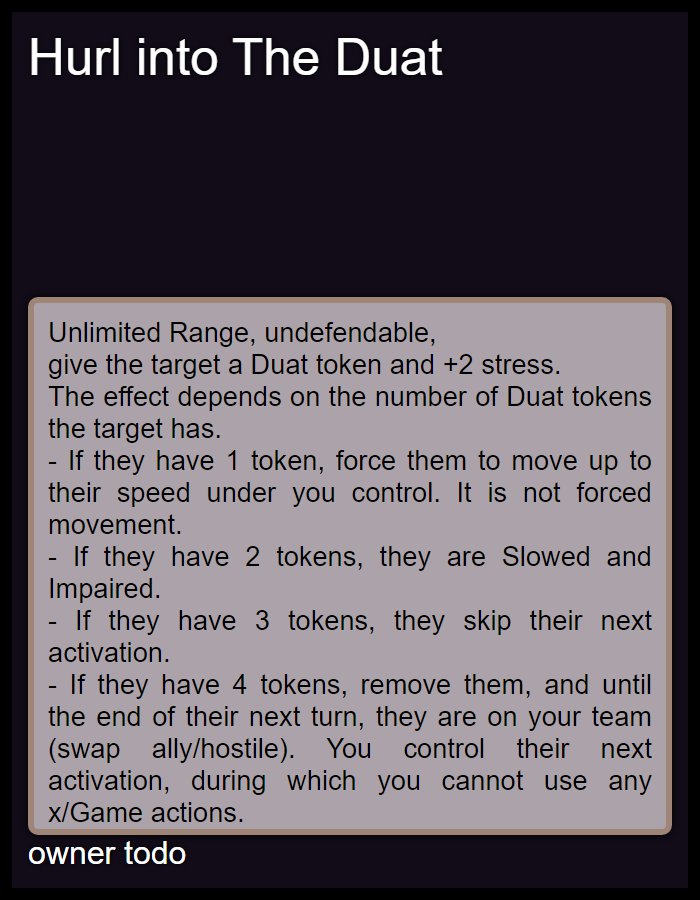 Hurl into The Duat
Unlimited Range, undefendable,
give the target a Duat token and +2 stress.
The effect depends on the number of Duat tokens
the target has.
- If they have 1 token, force them to move up to
their speed under you control. It is not forced
movement.
- If they have 2 tokens, they are Slowed and
Impaired.
- If they have 3 tokens, they skip their next
activation.
- If they have 4 tokens, remove them, and until
the end of their next turn, they are on your team
(swap ally/hostile). You control their next
activation, during which you cannot use any
x/Game actions.
owner todo